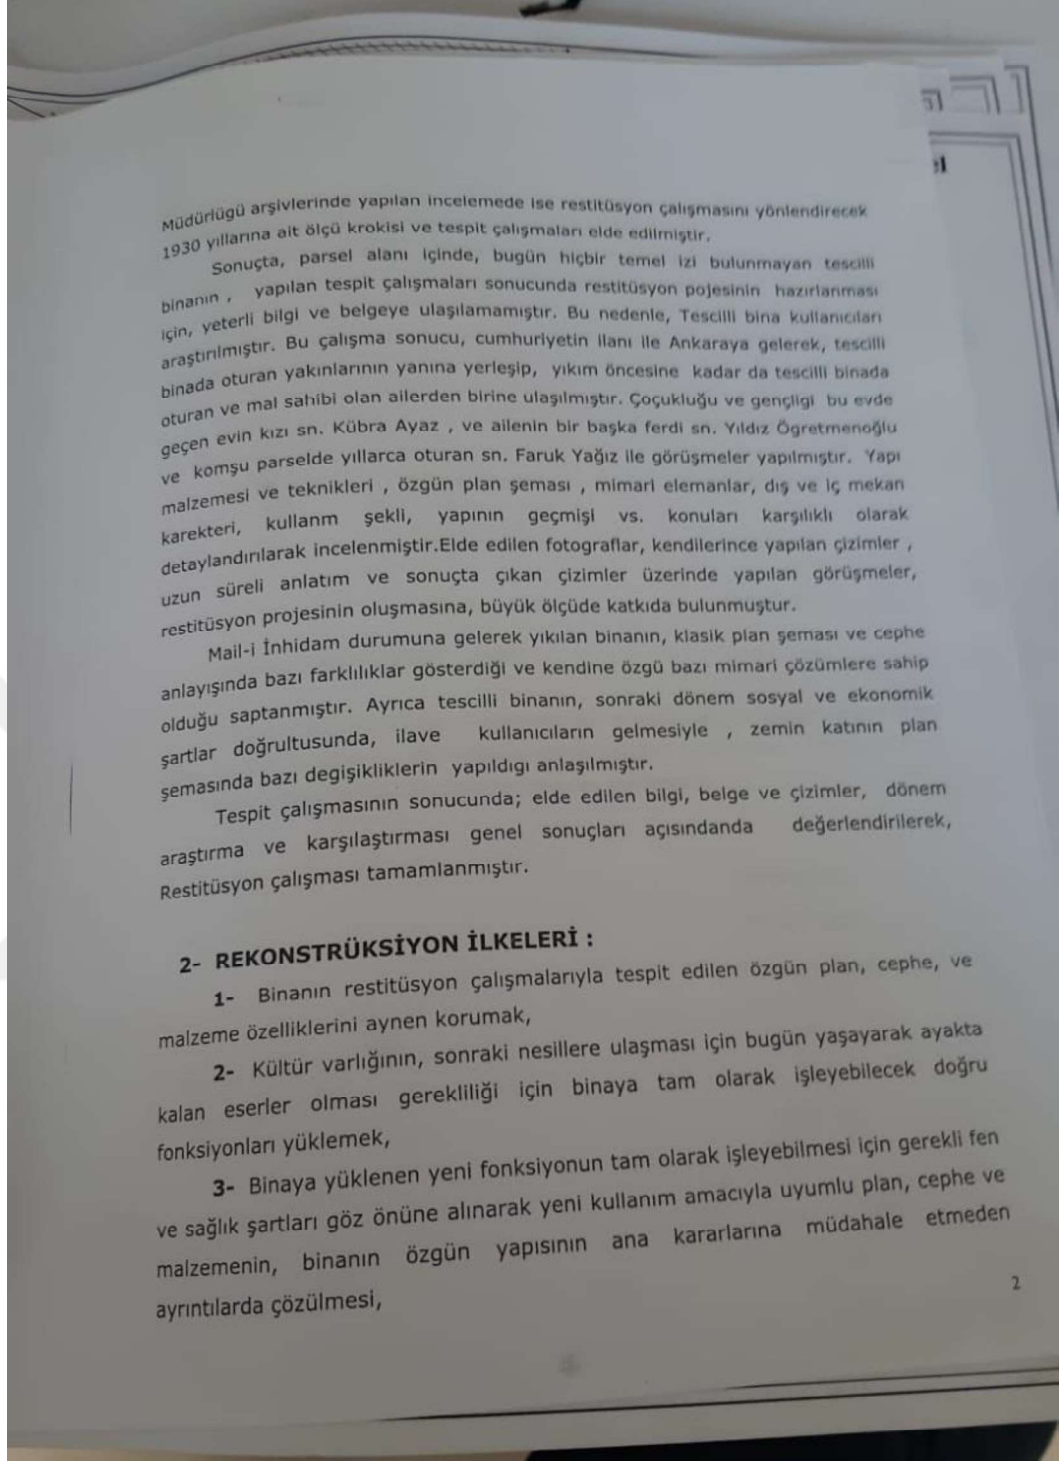 Müdürlügü arşivlerinde yapılan incelemede ise restitüsyon çalışmasını yönlendirecek
1930 yıllarına ait ölçü krokisi ve tespit çalışmaları elde edilmiştir.
Sonuçta, parsel alanı içinde, bugün hiçbir temel izi bulunmayan tescilli
binanın , yapılan tespit çalışmaları sonucunda restitüsyon pojesinin hazırlanması
için, yeterli bilgi ve belgeye ulaşılamamıştır. Bu nedenle, Tescilli bina kullanıcıları
araştırılmıştır. Bu çalışma sonucu, cumhuriyetin ilanı ile Ankaraya gelerek, tescilli
binada oturan yakınlarının yanına yerleşip, yıkım öncesine kadar da tescilli binada
oturan ve mal sahibi olan ailerden birine ulaşılmıştır. Çoçukluğu ve gençligi bu evde
geçen evin kızı sn. Kübra Ayaz , ve ailenin bir başka ferdi sn. Yıldız Ögretmenoğlu
ve komşu parselde yıllarca oturan sn. Faruk Yağız ile görüşmeler yapılmıştır. Yapı
malzemesi ve teknikleri , özgün plan şeması , mimari elemanlar, dış ve iç mekan
karekteri, kullanm şekli, yapının geçmişi vs. konuları karşılıklı olarak
detaylandırılarak incelenmiştir.Elde edilen fotograflar, kendilerince yapılan çizimler ,
uzun süreli anlatım ve sonuçta çıkan çizimler üzerinde yapılan görüşmeler,
restitüsyon projesinin oluşmasına, büyük ölçüde katkıda bulunmuştur.
Mail-i İnhidam durumuna gelerek yıkılan binanın, klasik plan şeması ve cephe
anlayışında bazı farklılıklar gösterdiği ve kendine özgü bazı mimari çözümlere sahip
olduğu saptanmıştır. Ayrıca tescilli binanın, sonraki dönem sosyal ve ekonomik
şartlar doğrultusunda, ilave kullanıcıların gelmesiyle , zemin katının plan
şemasında bazı degişikliklerin yapıldıgı anlaşılmıştır.
Tespit çalışmasının sonucunda; elde edilen bilgi, belge ve çizimler, dönem
araştırma ve karşılaştırması genel sonuçları açısındanda değerlendirilerek,
Restitüsyon çalışması tamamlanmıştır.
2- REKONSTRÜKSİYON İLKELERİ :
1- Binanın restitüsyon çalışmalarıyla tespit edilen özgün plan, cephe, ve
malzeme özelliklerini aynen korumak,
2- Kültür varlığının, sonraki nesillere ulaşması için bugün yaşayarak ayakta
kalan eserler olması gerekliliği için binaya tam olarak işleyebilecek doğru
fonksiyonları yüklemek,
3- Binaya yüklenen yeni fonksiyonun tam olarak işleyebilmesi için gerekli fen
ve sağlık şartları göz önüne alınarak yeni kullanım amacıyla uyumlu plan, cephe ve
malzemenin, binanın özgün yapısının ana kararlarına müdahale etmeden
ayrıntılarda çözülmesi,
2